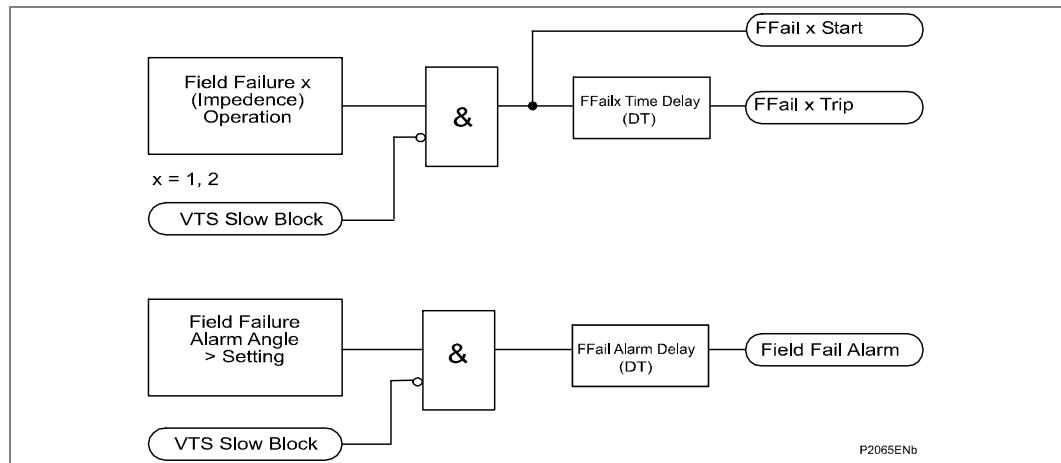 FFail x Start
Field Failure x
(Impedence)
Operation
&
FFailx Time Delay
(DT)
FFail x Trip
x = 1, 2
VTS Slow Block
Field Failure
Alarm Angle
> Setting
&
FFail Alarm Delay
(DT)
Field Fail Alarm
VTS Slow Block
P2065ENb